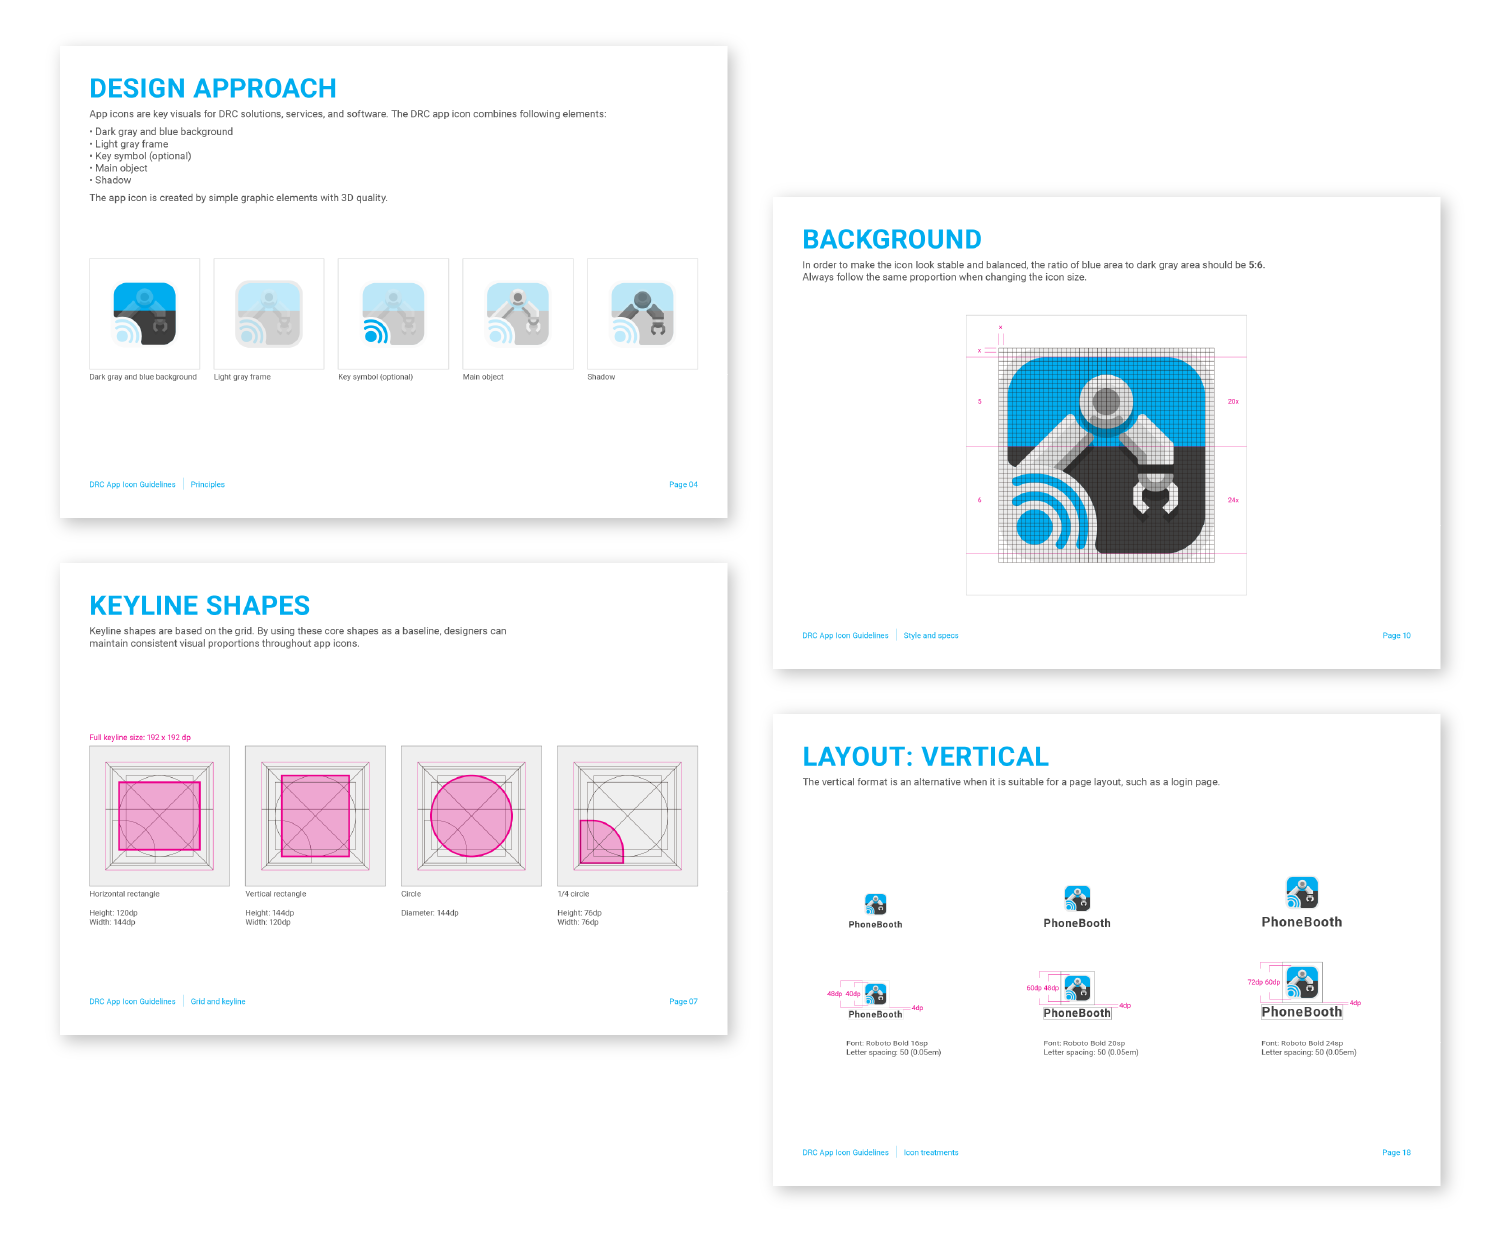 DESIGN APPROACH
App icons are key visuals for DRC solutions, services, and software. The DRC app icon combines following elements:
• Dark gray and blue background
• Light gray frame
• Key symbol (optional)
• Main object
• Shadow
The app icon is created by simple graphic elements with 3D quality.
Dark gray and blue background
Light gray frame
Key symbol (optional)
Main object
Shadow
DRC App Icon Guidelines | Principles
Page 04
KEYLINE SHAPES
Keyline shapes are based on the grid. By using these core shapes as a baseline, designers can
maintain consistent visual proportions throughout app icons.
Full keyline size: 192 x 192 dp
Horizontal rectangle
Height: 120dp
Width: 144dp
Vertical rectangle
Height: 144dp
Width: 120dp
Circle
Diameter: 144dp
1/4 circle
Height: 76dp
Width: 76dp
DRC App Icon Guidelines | Grid and keyline
Page 07
BACKGROUND
In order to make the icon look stable and balanced, the ratio of blue area to dark gray area should be 5:6.
Always follow the same proportion when changing the icon size.
x
x
5
20x
6
24x
DRC App Icon Guidelines | Style and specs
Page 10
LAYOUT: VERTICAL
The vertical format is an alternative when it is suitable for a page layout, such as a login page.
PhoneBooth
PhoneBooth
PhoneBooth
48dp 40dp
4dp
PhoneBooth
Font: Roboto Bold 16sp
Letter spacing: 50 (0.05em)
60dp 48dp
4dp
PhoneBooth
Font: Roboto Bold 20sp
Letter spacing: 50 (0.05em)
72dp 60dp
4dp
PhoneBooth
Font: Roboto Bold 24sp
Letter spacing: 50 (0.05em)
DRC App Icon Guidelines | Icon treatments
Page 18